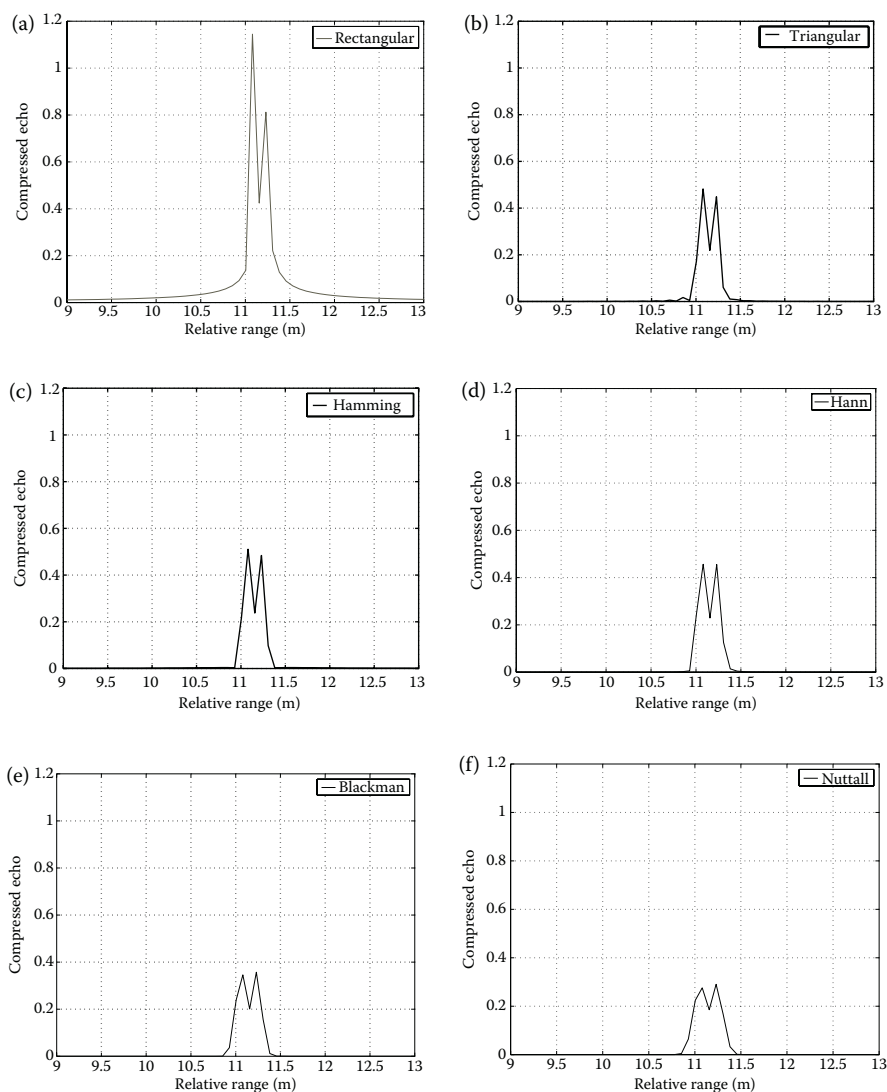 (a)
1.2
1
0.8
0.6
0.4
0.2
0
Compressed echo
Rectangular
9 9.5 10 10.5 11 11.5 12 12.5 13
Relative range (m)
(b)
1.2
1
0.8
0.6
0.4
0.2
0
Compressed echo
Triangular
9 9.5 10 10.5 11 11.5 12 12.5 13
Relative range (m)
(c)
1.2
1
0.8
0.6
0.4
0.2
0
Compressed echo
Hamming
9 9.5 10 10.5 11 11.5 12 12.5 13
Relative range (m)
(d)
1.2
1
0.8
0.6
0.4
0.2
0
Compressed echo
Hann
9 9.5 10 10.5 11 11.5 12 12.5 13
Relative range (m)
(e)
1.2
1
0.8
0.6
0.4
0.2
0
Compressed echo
Blackman
9 9.5 10 10.5 11 11.5 12 12.5 13
Relative range (m)
(f)
1.2
1
0.8
0.6
0.4
0.2
0
Compressed echo
Nuttall
9 9.5 10 10.5 11 11.5 12 12.5 13
Relative range (m)